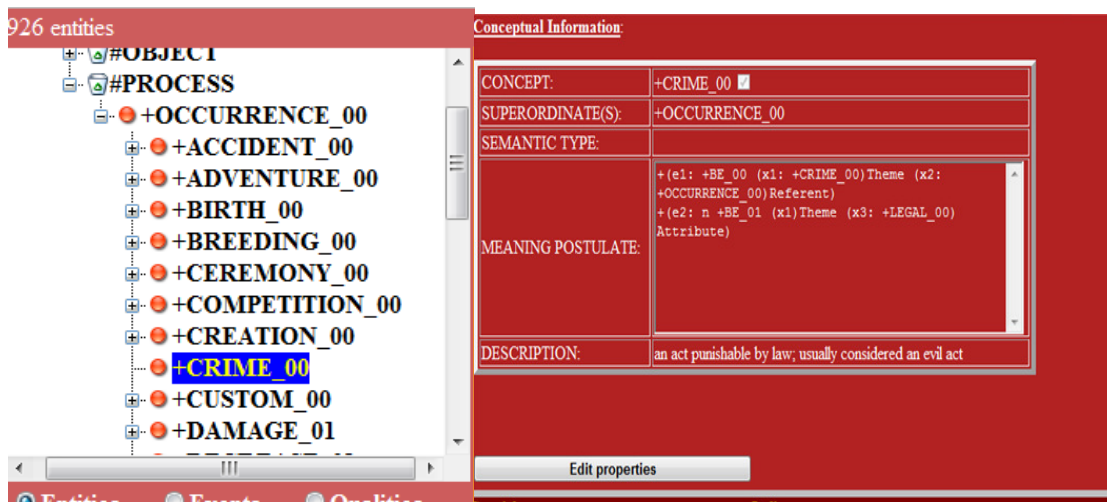 926 entities
#OBJECT
#PROCESS
+OCCURRENCE_00
+ACCIDENT_00
+ADVENTURE_00
+BIRTH_00
+BREEDING_00
+CEREMONY_00
+COMPETITION_00
+CREATION_00
+CRIME_00
+CUSTOM_00
+DAMAGE_01
Entities Events Qualities
Conceptual Information:
CONCEPT: +CRIME_00
SUPERORDINATE(S): +OCCURRENCE_00
SEMANTIC TYPE:
MEANING POSTULATE:
+(e1: +BE_00 (x1: +CRIME_00)Theme (x2:
+OCCURRENCE_00)Referent)
+(e2: n +BE_01 (x1)Theme (x3: +LEGAL_00)
Attribute)
DESCRIPTION: an act punishable by law; usually considered an evil act
Edit properties